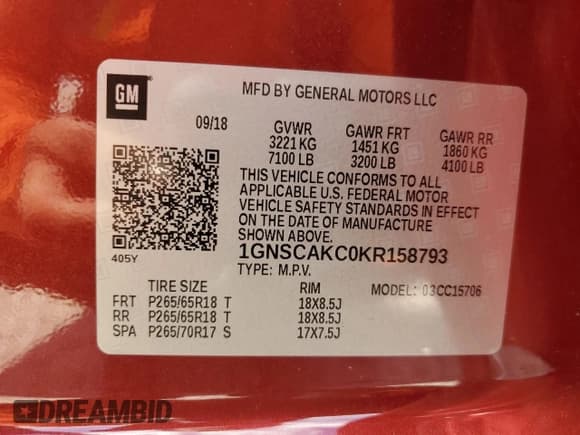 GM
MFD BY GENERAL MOTORS LLC
09/18 GVWR GAWR FRT GAWR RR
3221 KG 1451 KG 1860 KG
7100 LB 3200 LB 4100 LB
THIS VEHICLE CONFORMS TO ALL
APPLICABLE U.S. FEDERAL MOTOR
VEHICLE SAFETY STANDARDS IN EFFECT
ON THE DATE OF MANUFACTURE
SHOWN ABOVE.
405Y
1GNSCAKC0KR158793
TYPE: M.P.V.
TIRE SIZE RIM MODEL: 03CC15706
FRT P265/65R18 T 18X8.5J
RR P265/65R18 T 18X8.5J
SPA P265/70R17 S 17X7.5J
DREAMBID